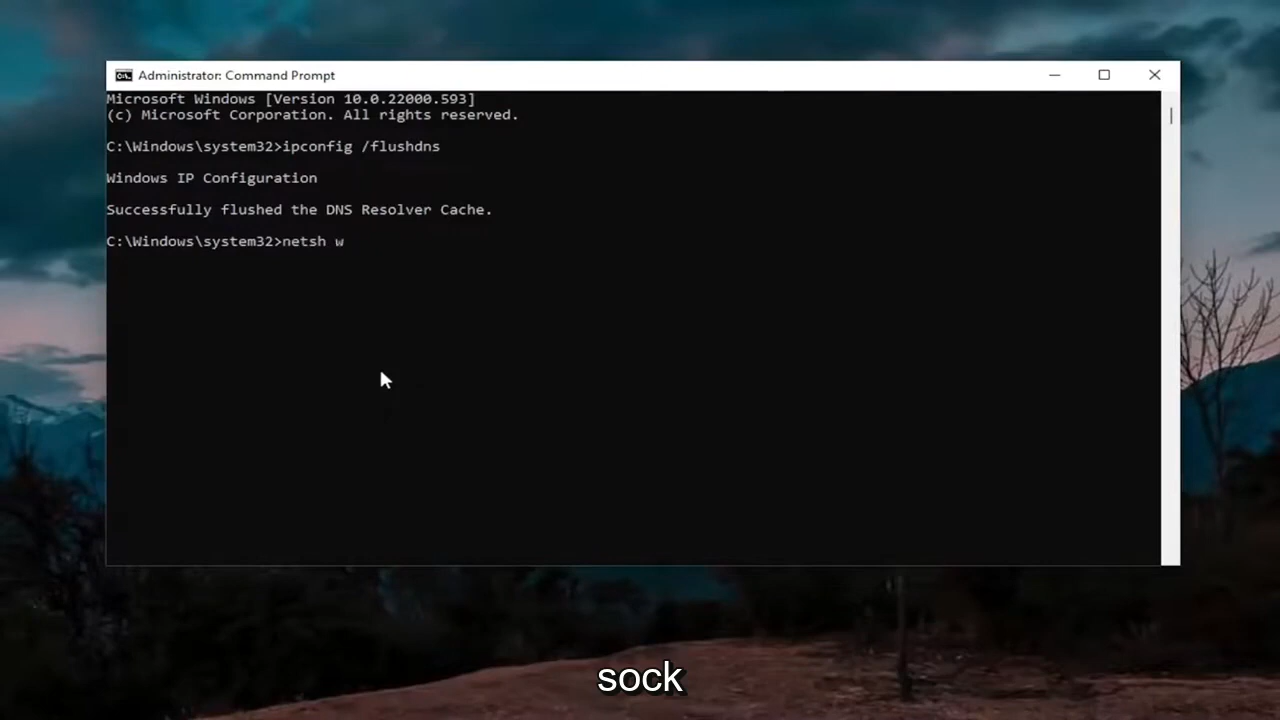 Administrator: Command Prompt
Microsoft Windows [Version 10.0.22000.593]
(c) Microsoft Corporation. All rights reserved.
C:\Windows\system32>ipconfig /flushdns
Windows IP Configuration
Successfully flushed the DNS Resolver Cache.
C:\Windows\system32>netsh w
sock